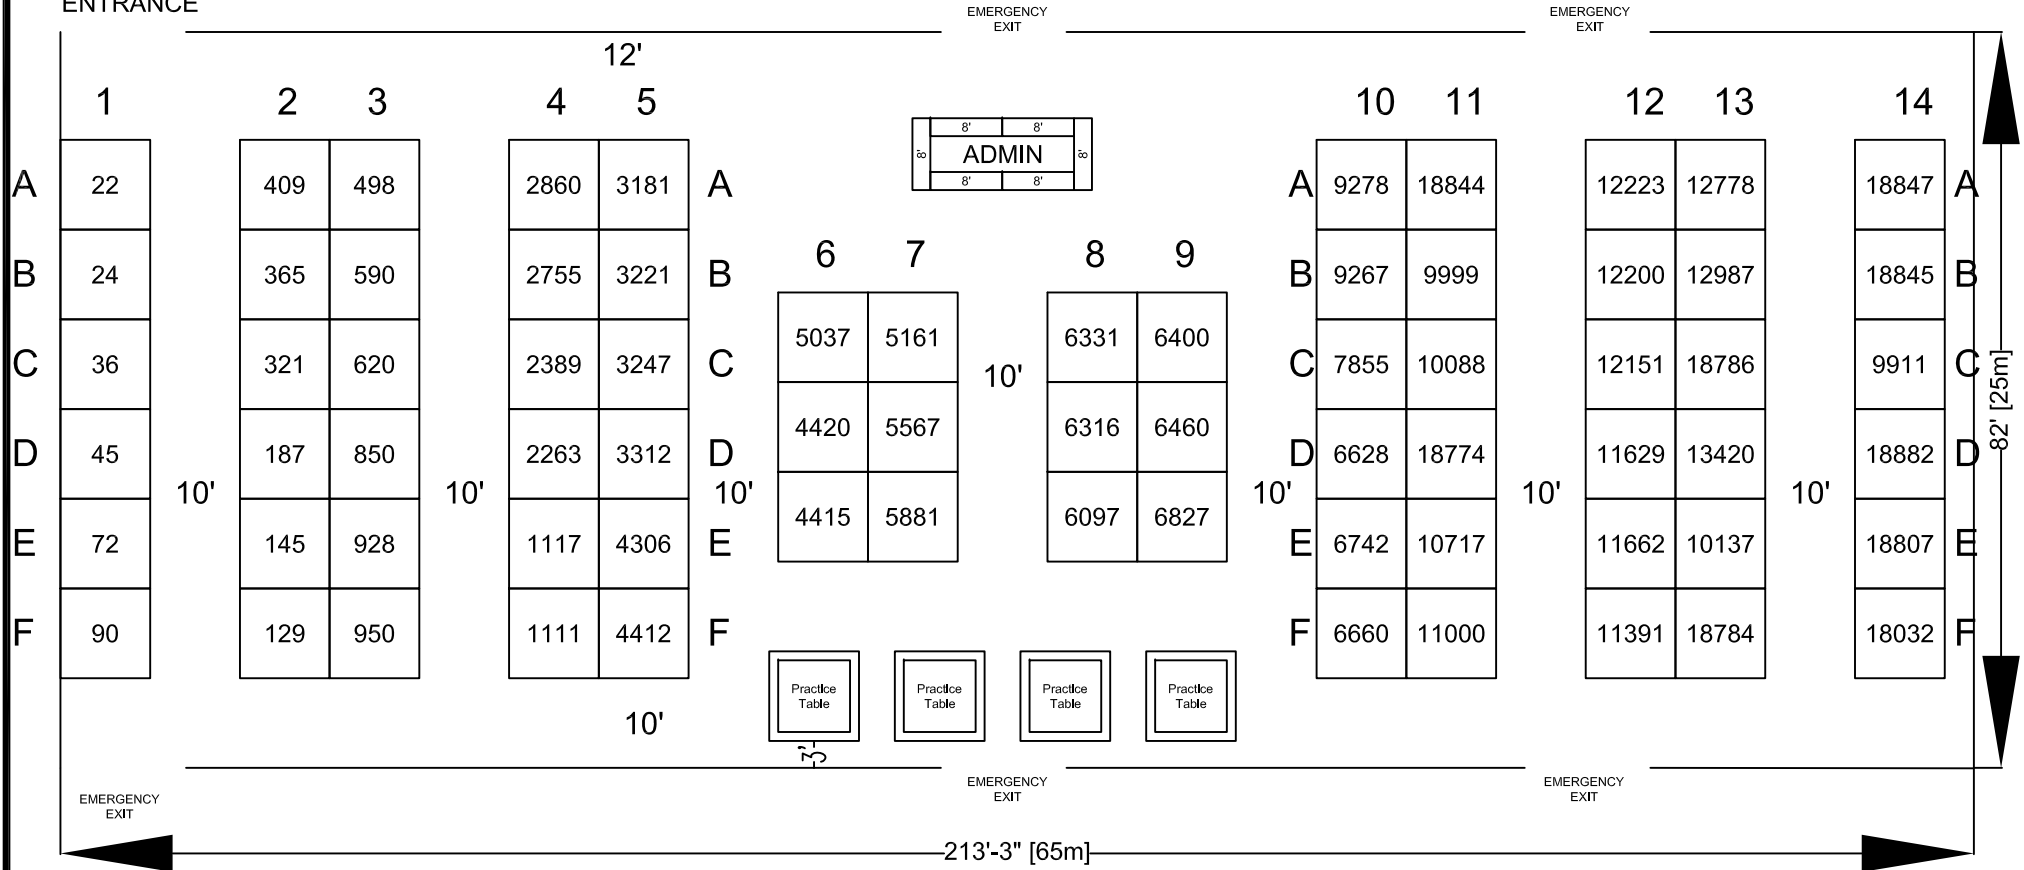 ENTRANCE
EMERGENCY
EXIT
EMERGENCY
EXIT
12'
1 2 3 4 5 10 11 12 13 14
8' 8'
8' ADMIN 8'
8' 8'
A 22 409 498 2860 3181 A A 9278 18844 12223 12778 18847 A
6 7 8 9
B 24 365 590 2755 3221 B B 9267 9999 12200 12987 18845 B
5037 5161 6331 6400
C 36 321 620 2389 3247 C 10' C 7855 10088 12151 18786 9911 C
82' [25m]
4420 5567 6316 6460
D 45 187 850 2263 3312 D D 6628 18774 11629 13420 18882 D
10' 10' 10' 10' 10' 10'
4415 5881 6097 6827
E 72 145 928 1117 4306 E E 6742 10717 11662 10137 18807 E
F 90 129 950 1111 4412 F F 6660 11000 11391 18784 18032 F
Practice
Table
Practice
Table
Practice
Table
Practice
Table
10'
3'
EMERGENCY
EXIT
EMERGENCY
EXIT
EMERGENCY
EXIT
213'-3" [65m]